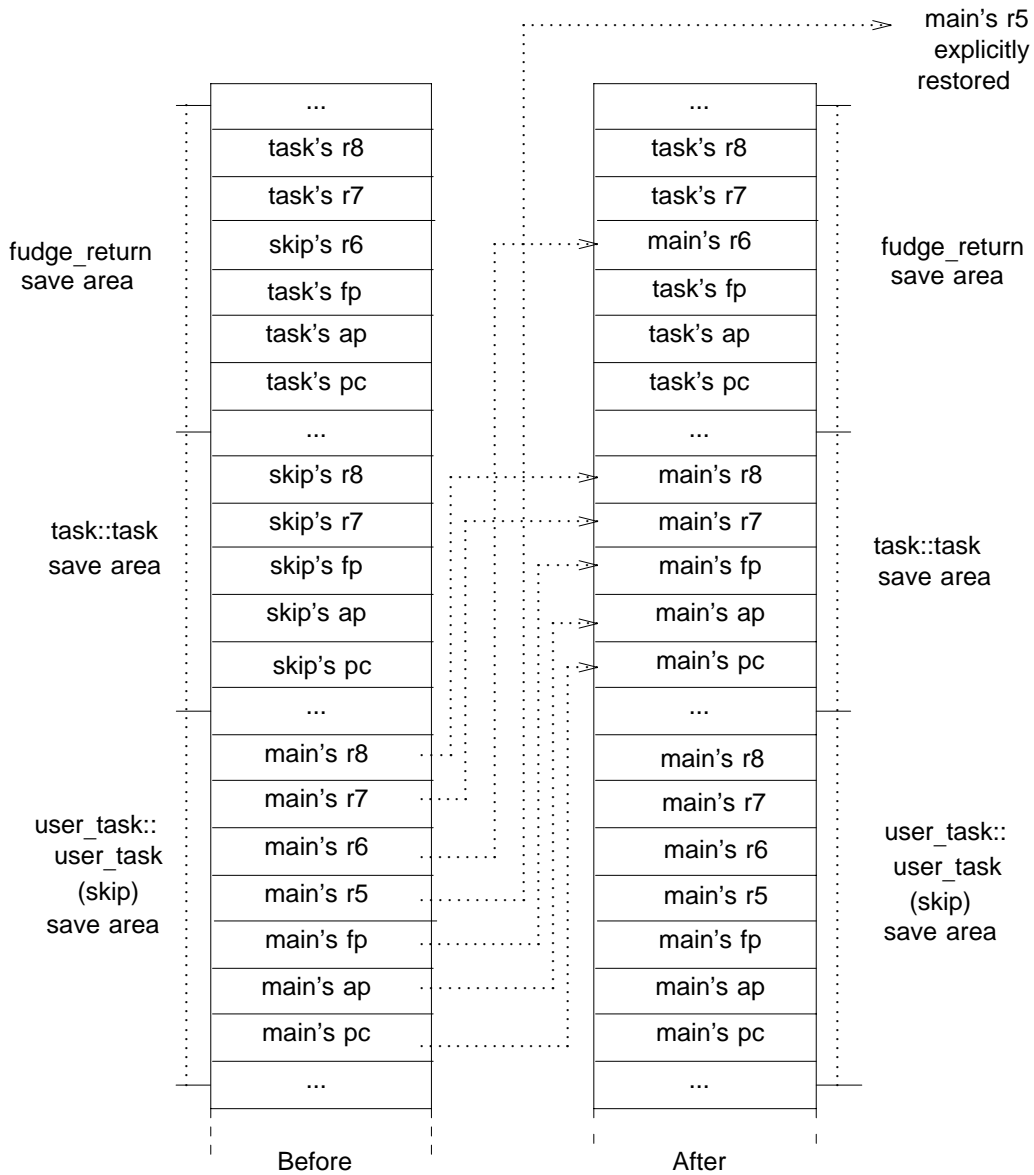 main's r5
explicitly
restored
fudge_return
save area
...
task's r8
task's r7
skip's r6
task's fp
task's ap
task's pc
...
skip's r8
skip's r7
skip's fp
skip's ap
skip's pc
...
main's r8
main's r7
main's r6
main's r5
main's fp
main's ap
main's pc
...
task::task
save area
user_task::
user_task
(skip)
save area
Before
...
task's r8
task's r7
main's r6
task's fp
task's ap
task's pc
...
main's r8
main's r7
main's fp
main's ap
main's pc
...
main's r8
main's r7
main's r6
main's r5
main's fp
main's ap
main's pc
...
After
fudge_return
save area
task::task
save area
user_task::
user_task
(skip)
save area